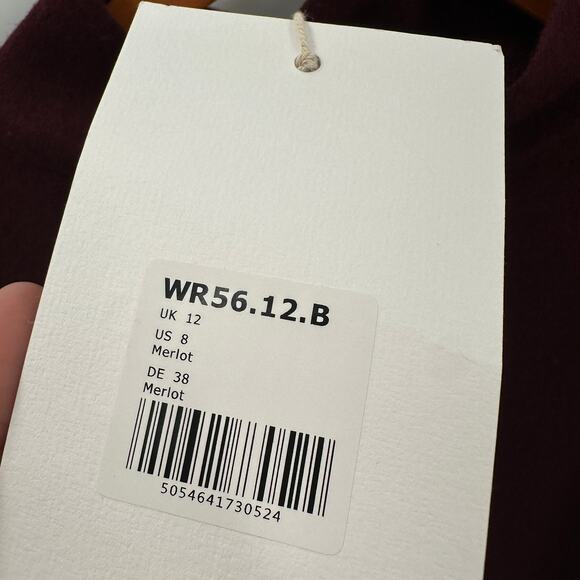 WR56.12.B
UK 12
US 8
Merlot
DE 38
Merlot
5054641730524